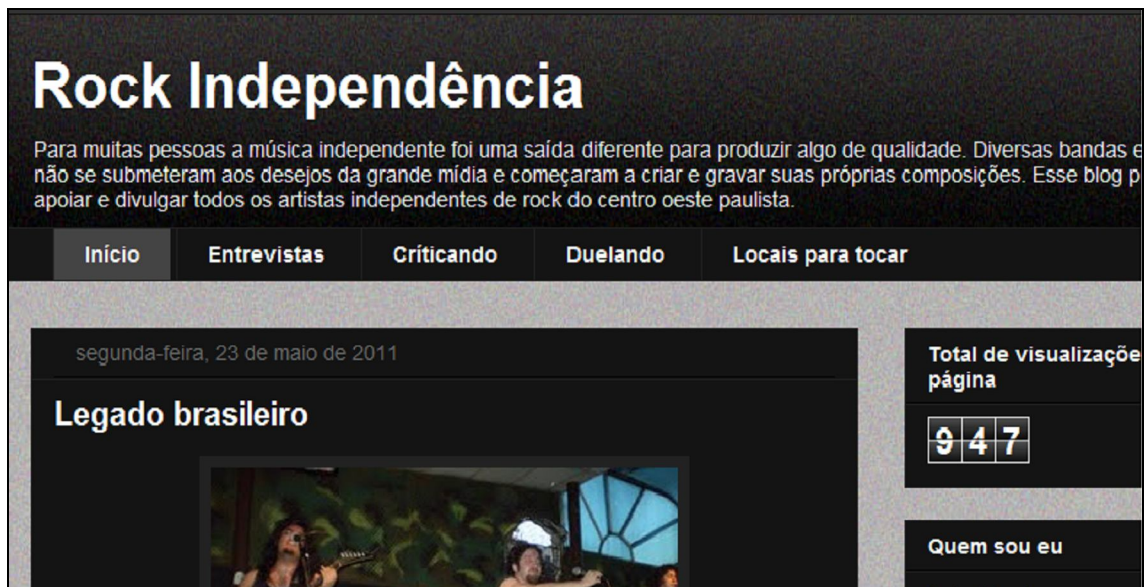 Rock Independência
Para muitas pessoas a música independente foi uma saída diferente para produzir algo de qualidade. Diversas bandas e
não se submeteram aos desejos da grande mídia e começaram a criar e gravar suas próprias composições. Esse blog p
apoiar e divulgar todos os artistas independentes de rock do centro oeste paulista.
Início Entrevistas Críticando Duelando Locais para tocar
segunda-feira, 23 de maio de 2011
Legado brasileiro
Total de visualizaçõe
página
947
Quem sou eu